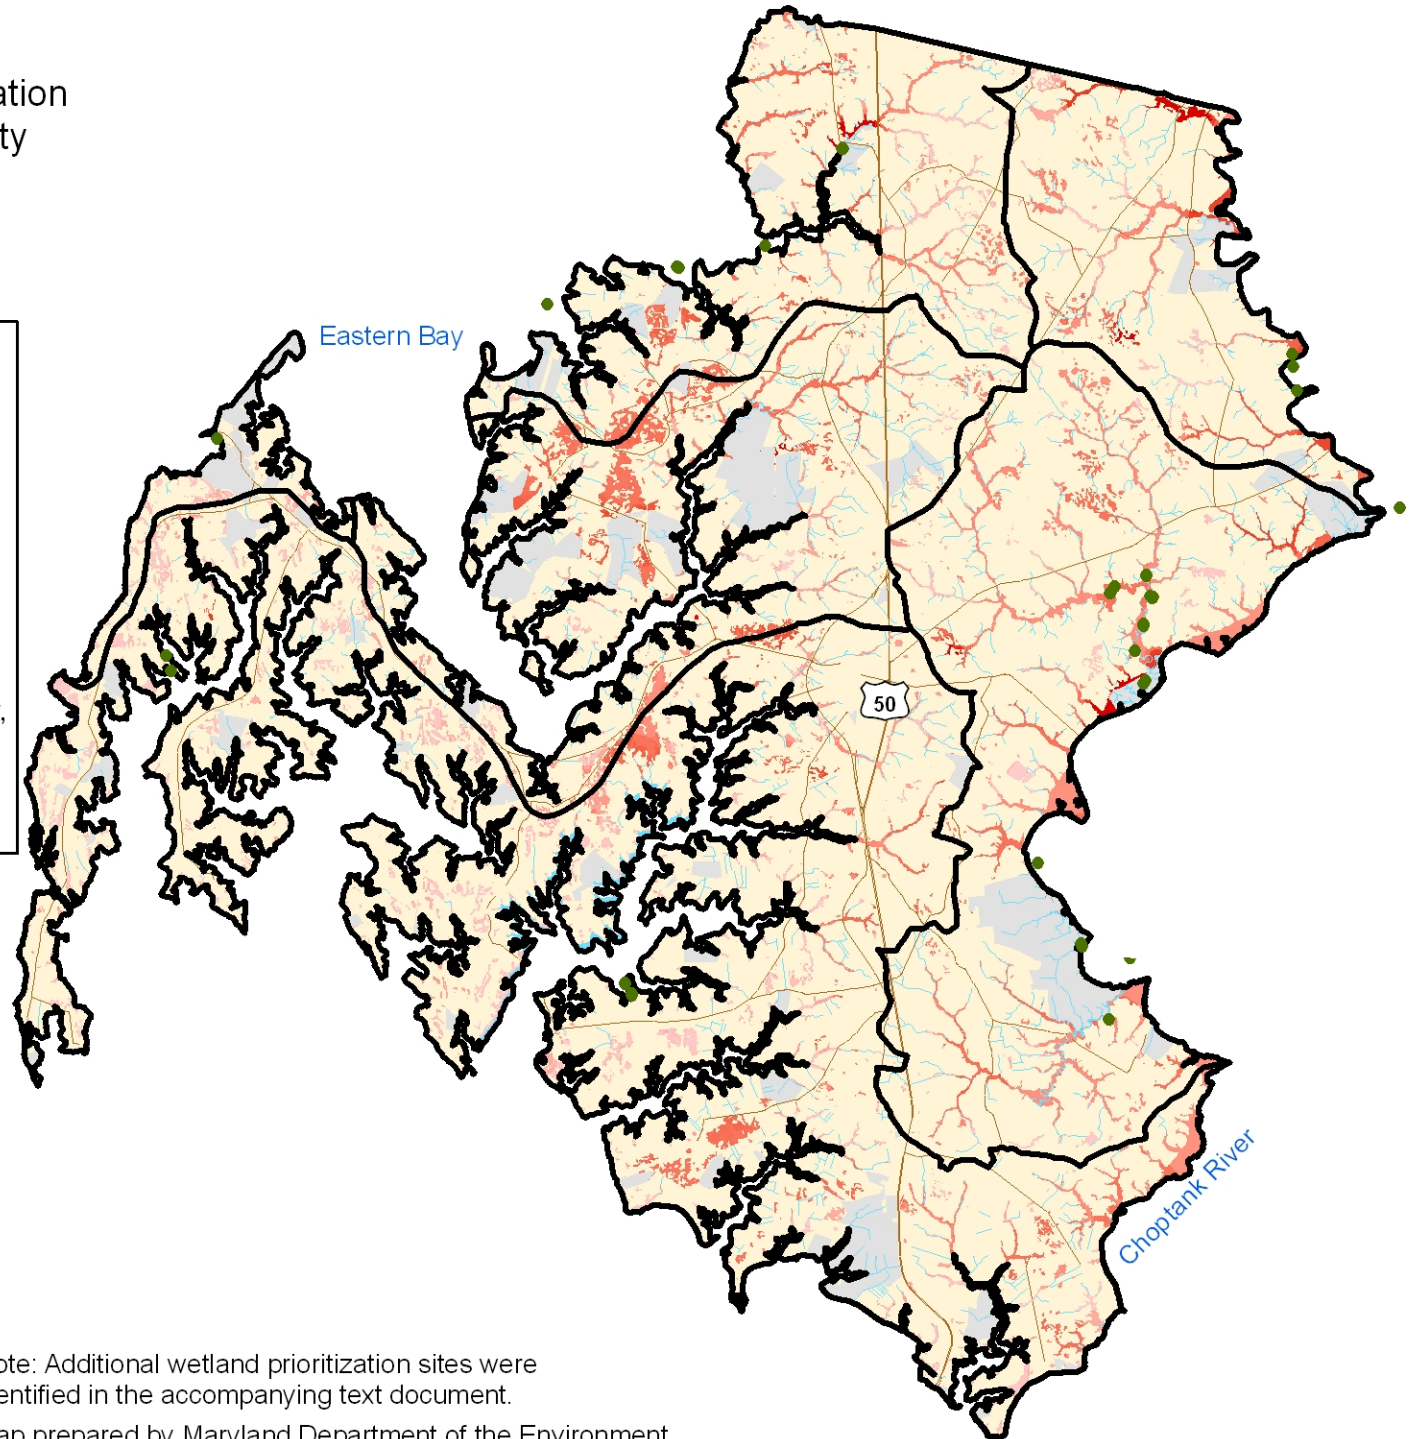 ation
ty
Eastern Bay
,
50
Choptank River
ote: Additional wetland prioritization sites were
entified in the accompanying text document.
ap prepared by Maryland Department of the Environment